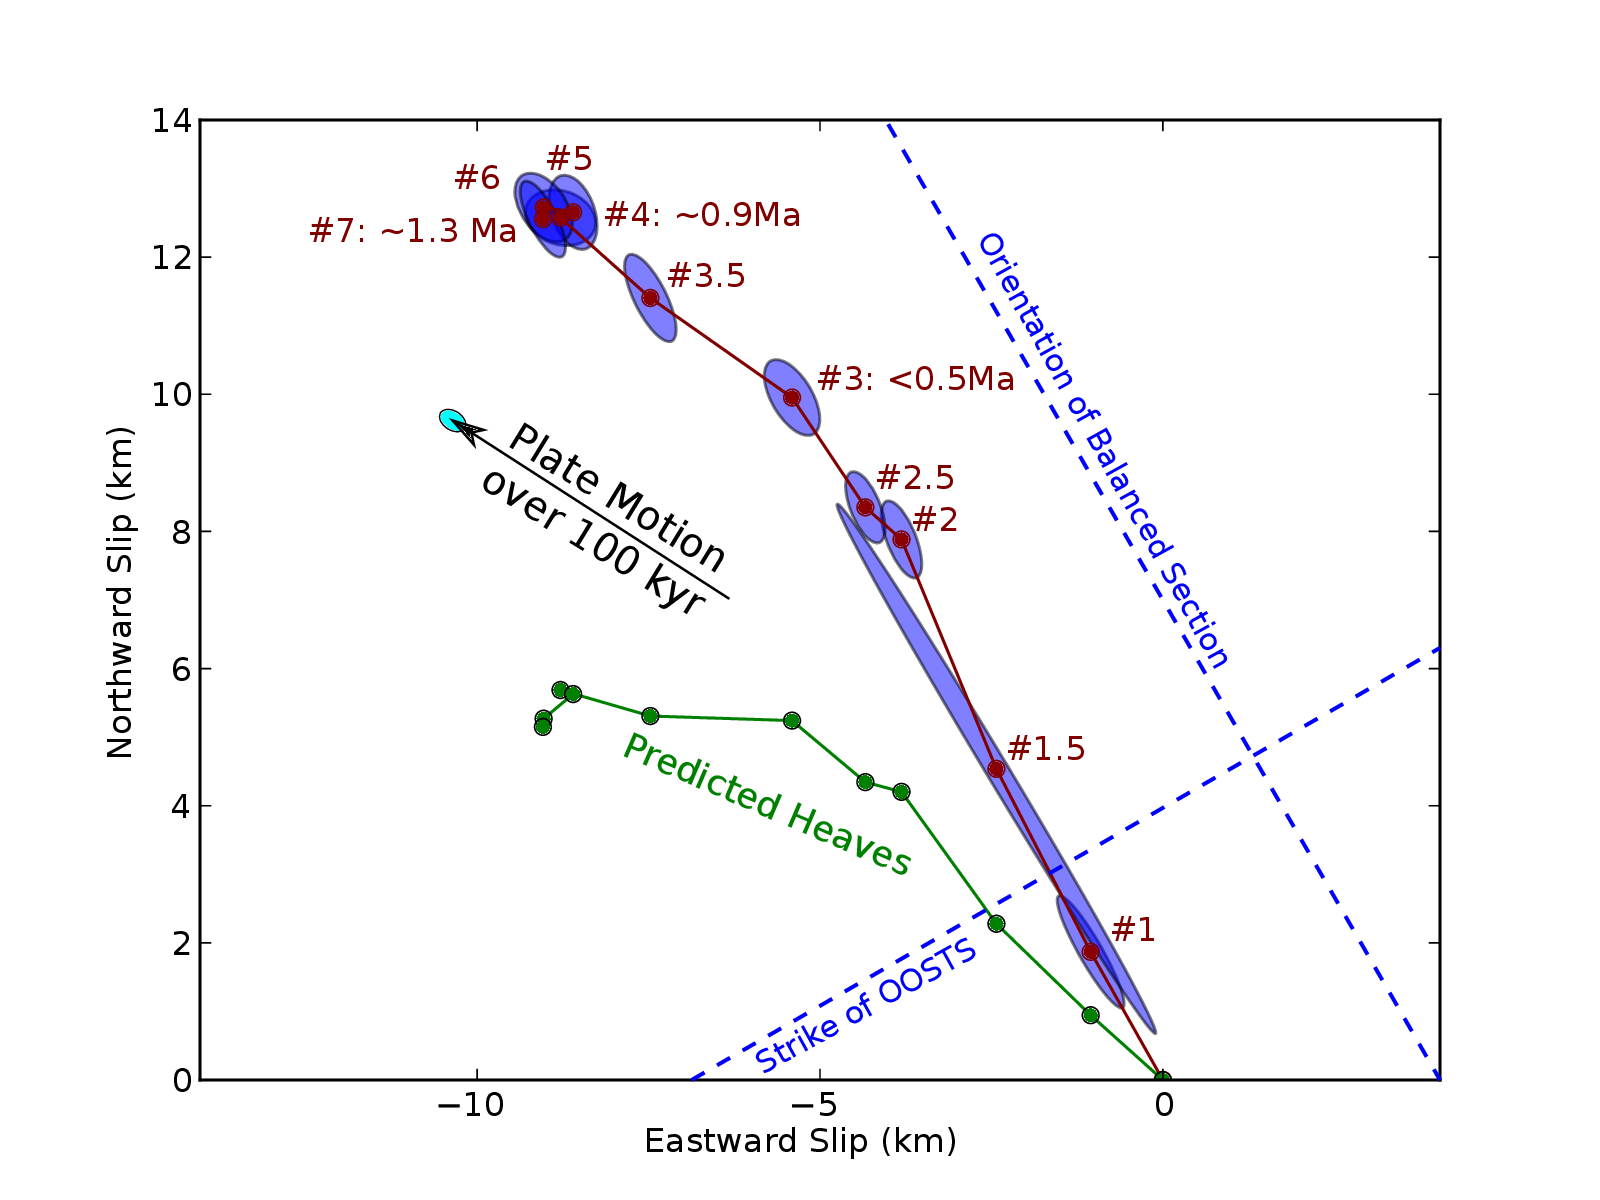 14
12
10
8
6
4
2
0
−10
−5
0
Eastward Slip (km)
Northward Slip (km)
#5
#6
#4: ~0.9Ma
#7: ~1.3 Ma
#3.5
#3: <0.5Ma
#2.5
#2
#1.5
#1
Plate Motion
over 100 kyr
Predicted Heaves
Orientation of Balanced Section
Strike of OOSTS